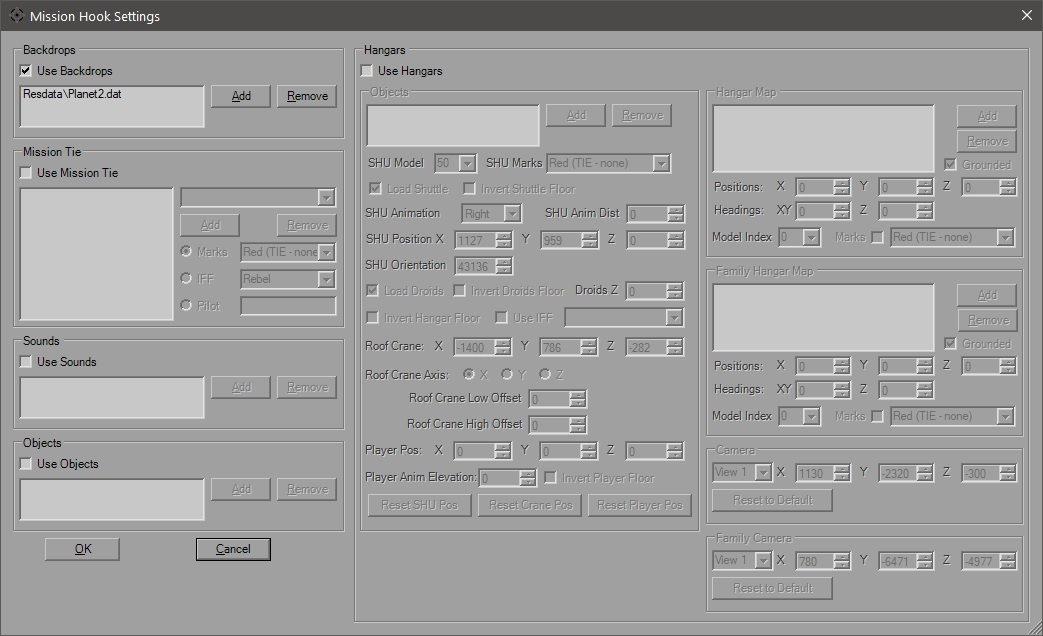 Mission Hook Settings
Backdrops
Use Backdrops
Resdata\Planet2.dat
Add Remove
Mission Tie
Use Mission Tie
Add Remove
Marks Red (TIE - none
IFF Rebel
Pilot
Sounds
Use Sounds
Add Remove
Objects
Use Objects
Add Remove
OK Cancel
Hangars
Use Hangars
Objects
Add Remove
SHU Model 50 SHU Marks Red (TIE - none)
Load Shuttle Invert Shuttle Floor
SHU Animation Right SHU Anim Dist 0
SHU Position X 1127 Y 959 Z 0
SHU Orientation 43136
Load Droids Invert Droids Floor Droids Z 0
Invert Hangar Floor Use IFF
Roof Crane: X -1400 Y 786 Z -282
Roof Crane Axis: X Y Z
Roof Crane Low Offset 0
Roof Crane High Offset 0
Player Pos: X 0 Y 0 Z 0
Player Anim Elevation: 0 Invert Player Floor
Reset SHU Pos Reset Crane Pos Reset Player Pos
Hangar Map
Add
Remove
Grounded
Positions: X 0 Y 0 Z 0
Headings: XY 0 Z 0
Model Index 0 Marks Red (TIE - none)
Family Hangar Map
Add
Remove
Grounded
Positions: X 0 Y 0 Z 0
Headings: XY 0 Z 0
Model Index 0 Marks Red (TIE - none)
Camera
View 1 X 1130 Y -2320 Z -300
Reset to Default
Family Camera
View 1 X 780 Y -6471 Z -4977
Reset to Default